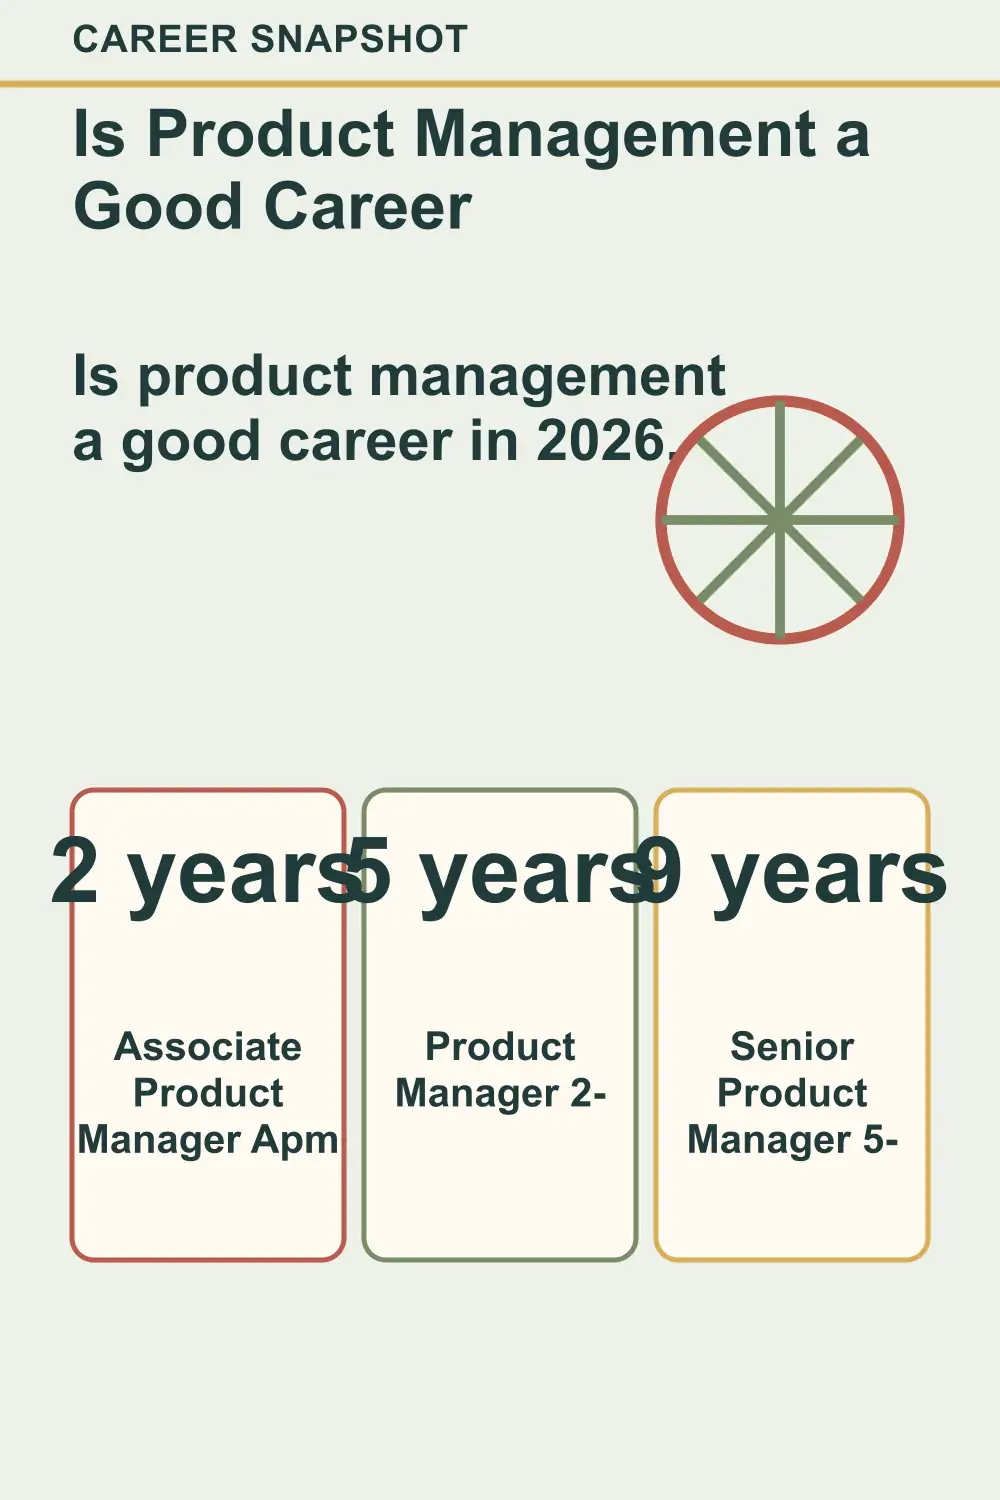 CAREER SNAPSHOT
Is Product Management a
Good Career
Is product management
a good career in 2026.
2 years
5 years
9 years
Associate
Product
Manager Apm
Product
Manager 2-
Senior
Product
Manager 5-